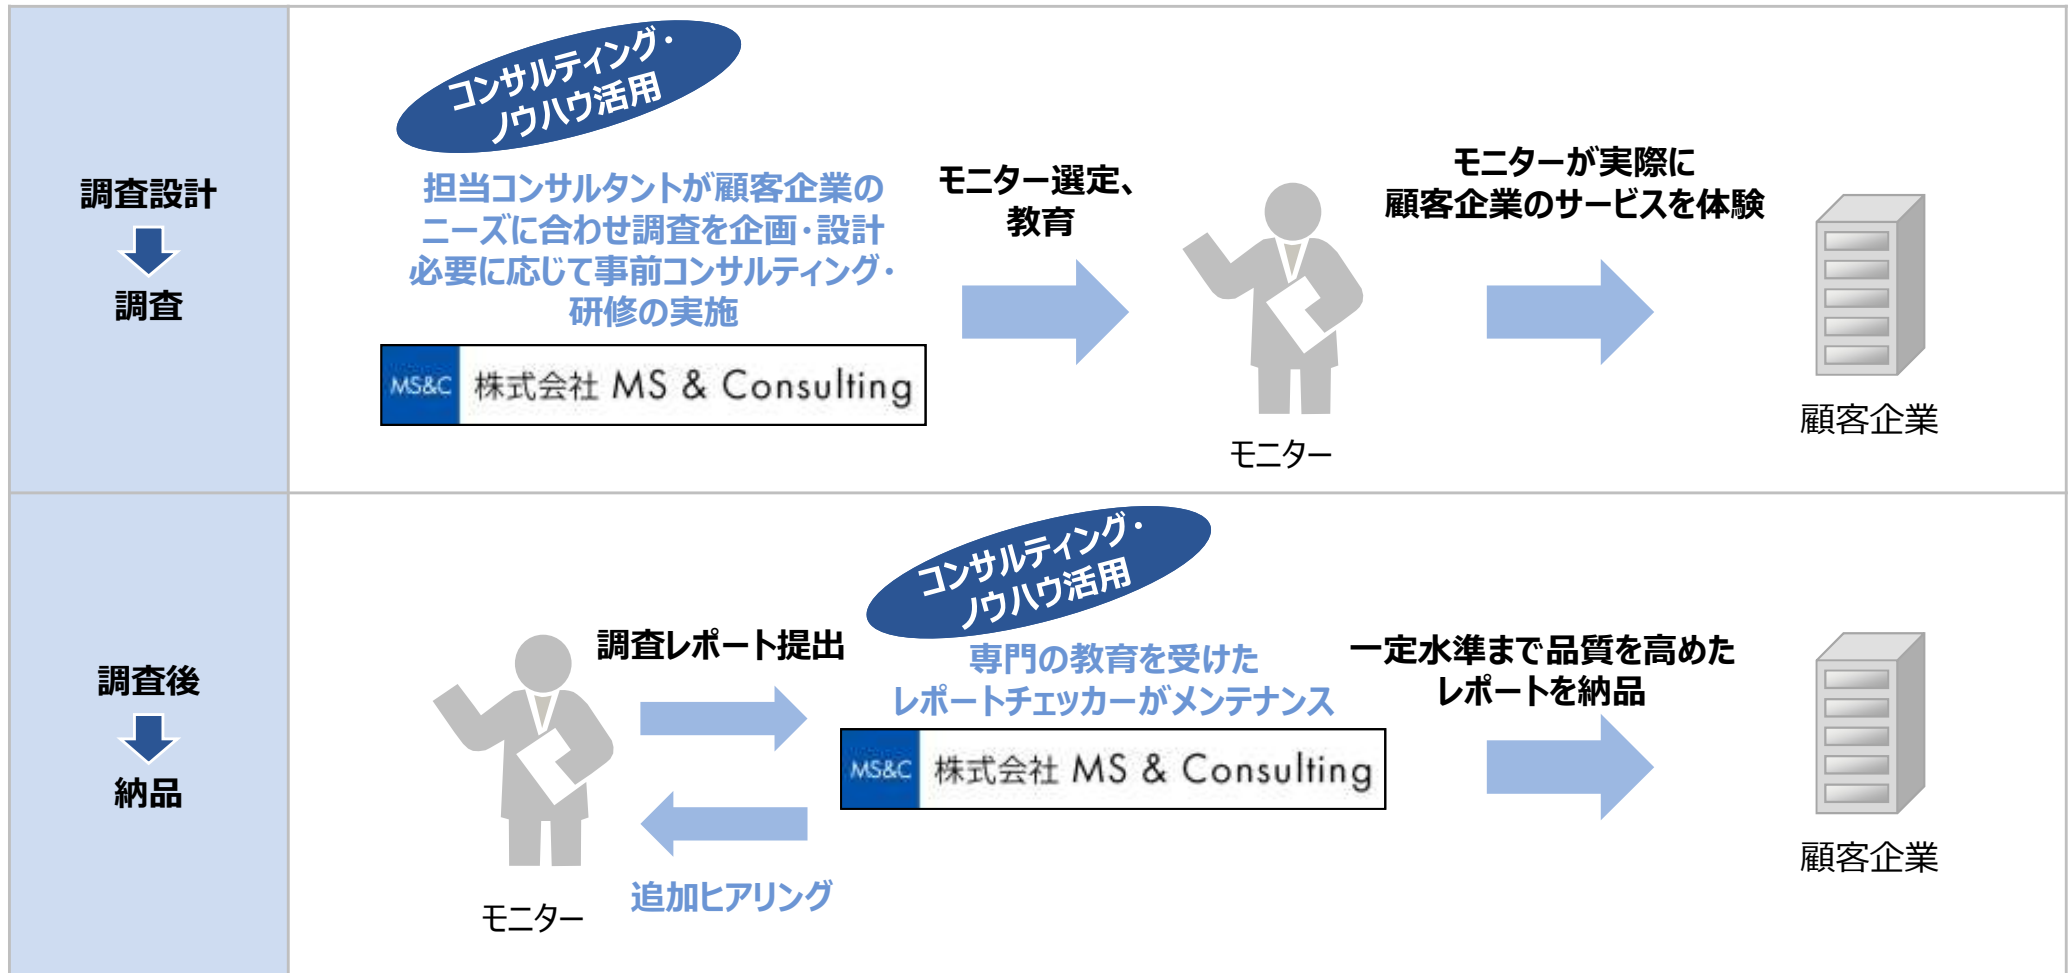 調査設計
調査
コンサルティング・
ノウハウ活用
担当コンサルタントが顧客企業の
ニーズに合わせ調査を企画・設計
必要に応じて事前コンサルティング・
研修の実施
MS&C 株式会社 MS & Consulting
モニター選定、
教育
モニター
モニターが実際に
顧客企業のサービスを体験
顧客企業
調査後
納品
モニター
調査レポート提出
追加ヒアリング
コンサルティング・
ノウハウ活用
専門の教育を受けた
レポートチェッカーがメンテナンス
MS&C 株式会社 MS & Consulting
一定水準まで品質を高めた
レポートを納品
顧客企業